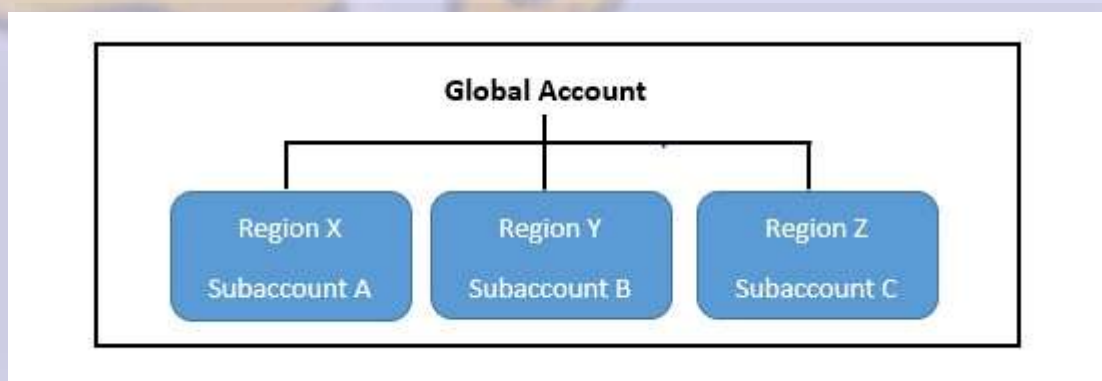 Global Account
Region X
Subaccount A
Region Y
Subaccount B
Region Z
Subaccount C